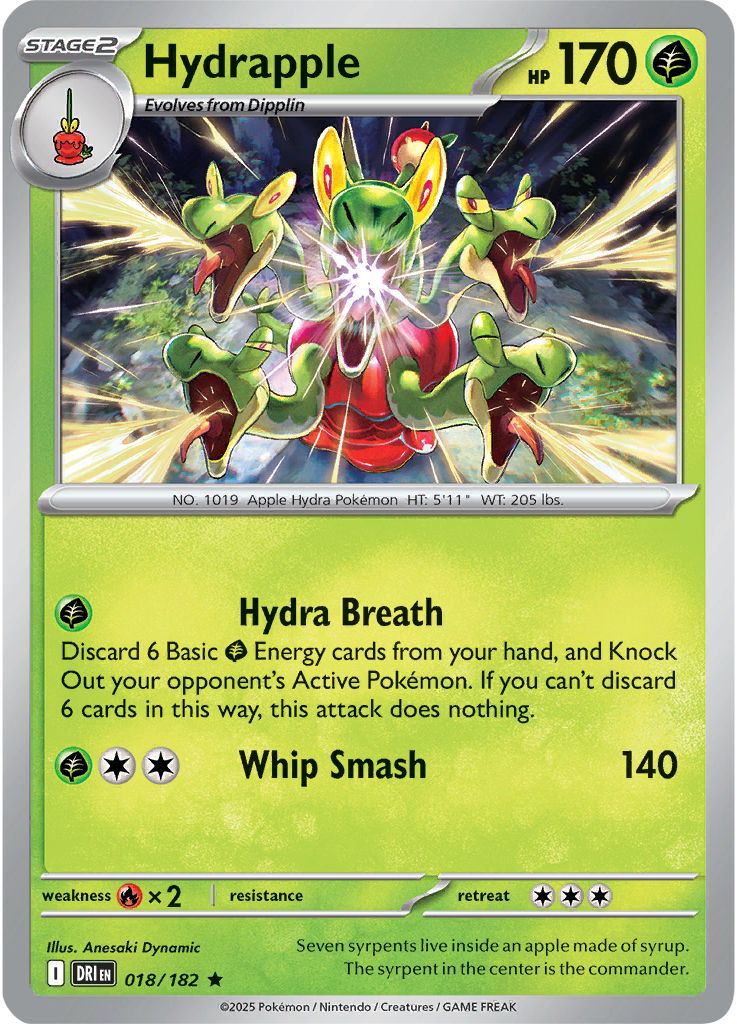 STAGE2
Hydrapple
HP 170
Evolves from Dipplin
NO. 1019 Apple Hydra Pokémon HT: 5'11" WT: 205 lbs.
Hydra Breath
Discard 6 Basic Energy cards from your hand, and Knock
Out your opponent's Active Pokémon. If you can't discard
6 cards in this way, this attack does nothing.
Whip Smash 140
weakness ×2 resistance retreat
Illus. Anesaki Dynamic
Seven serpents live inside an apple made of syrup.
The syrpent in the center is the commander.
I DRI EN 018/182 ★
©2025 Pokémon / Nintendo / Creatures / GAME FREAK